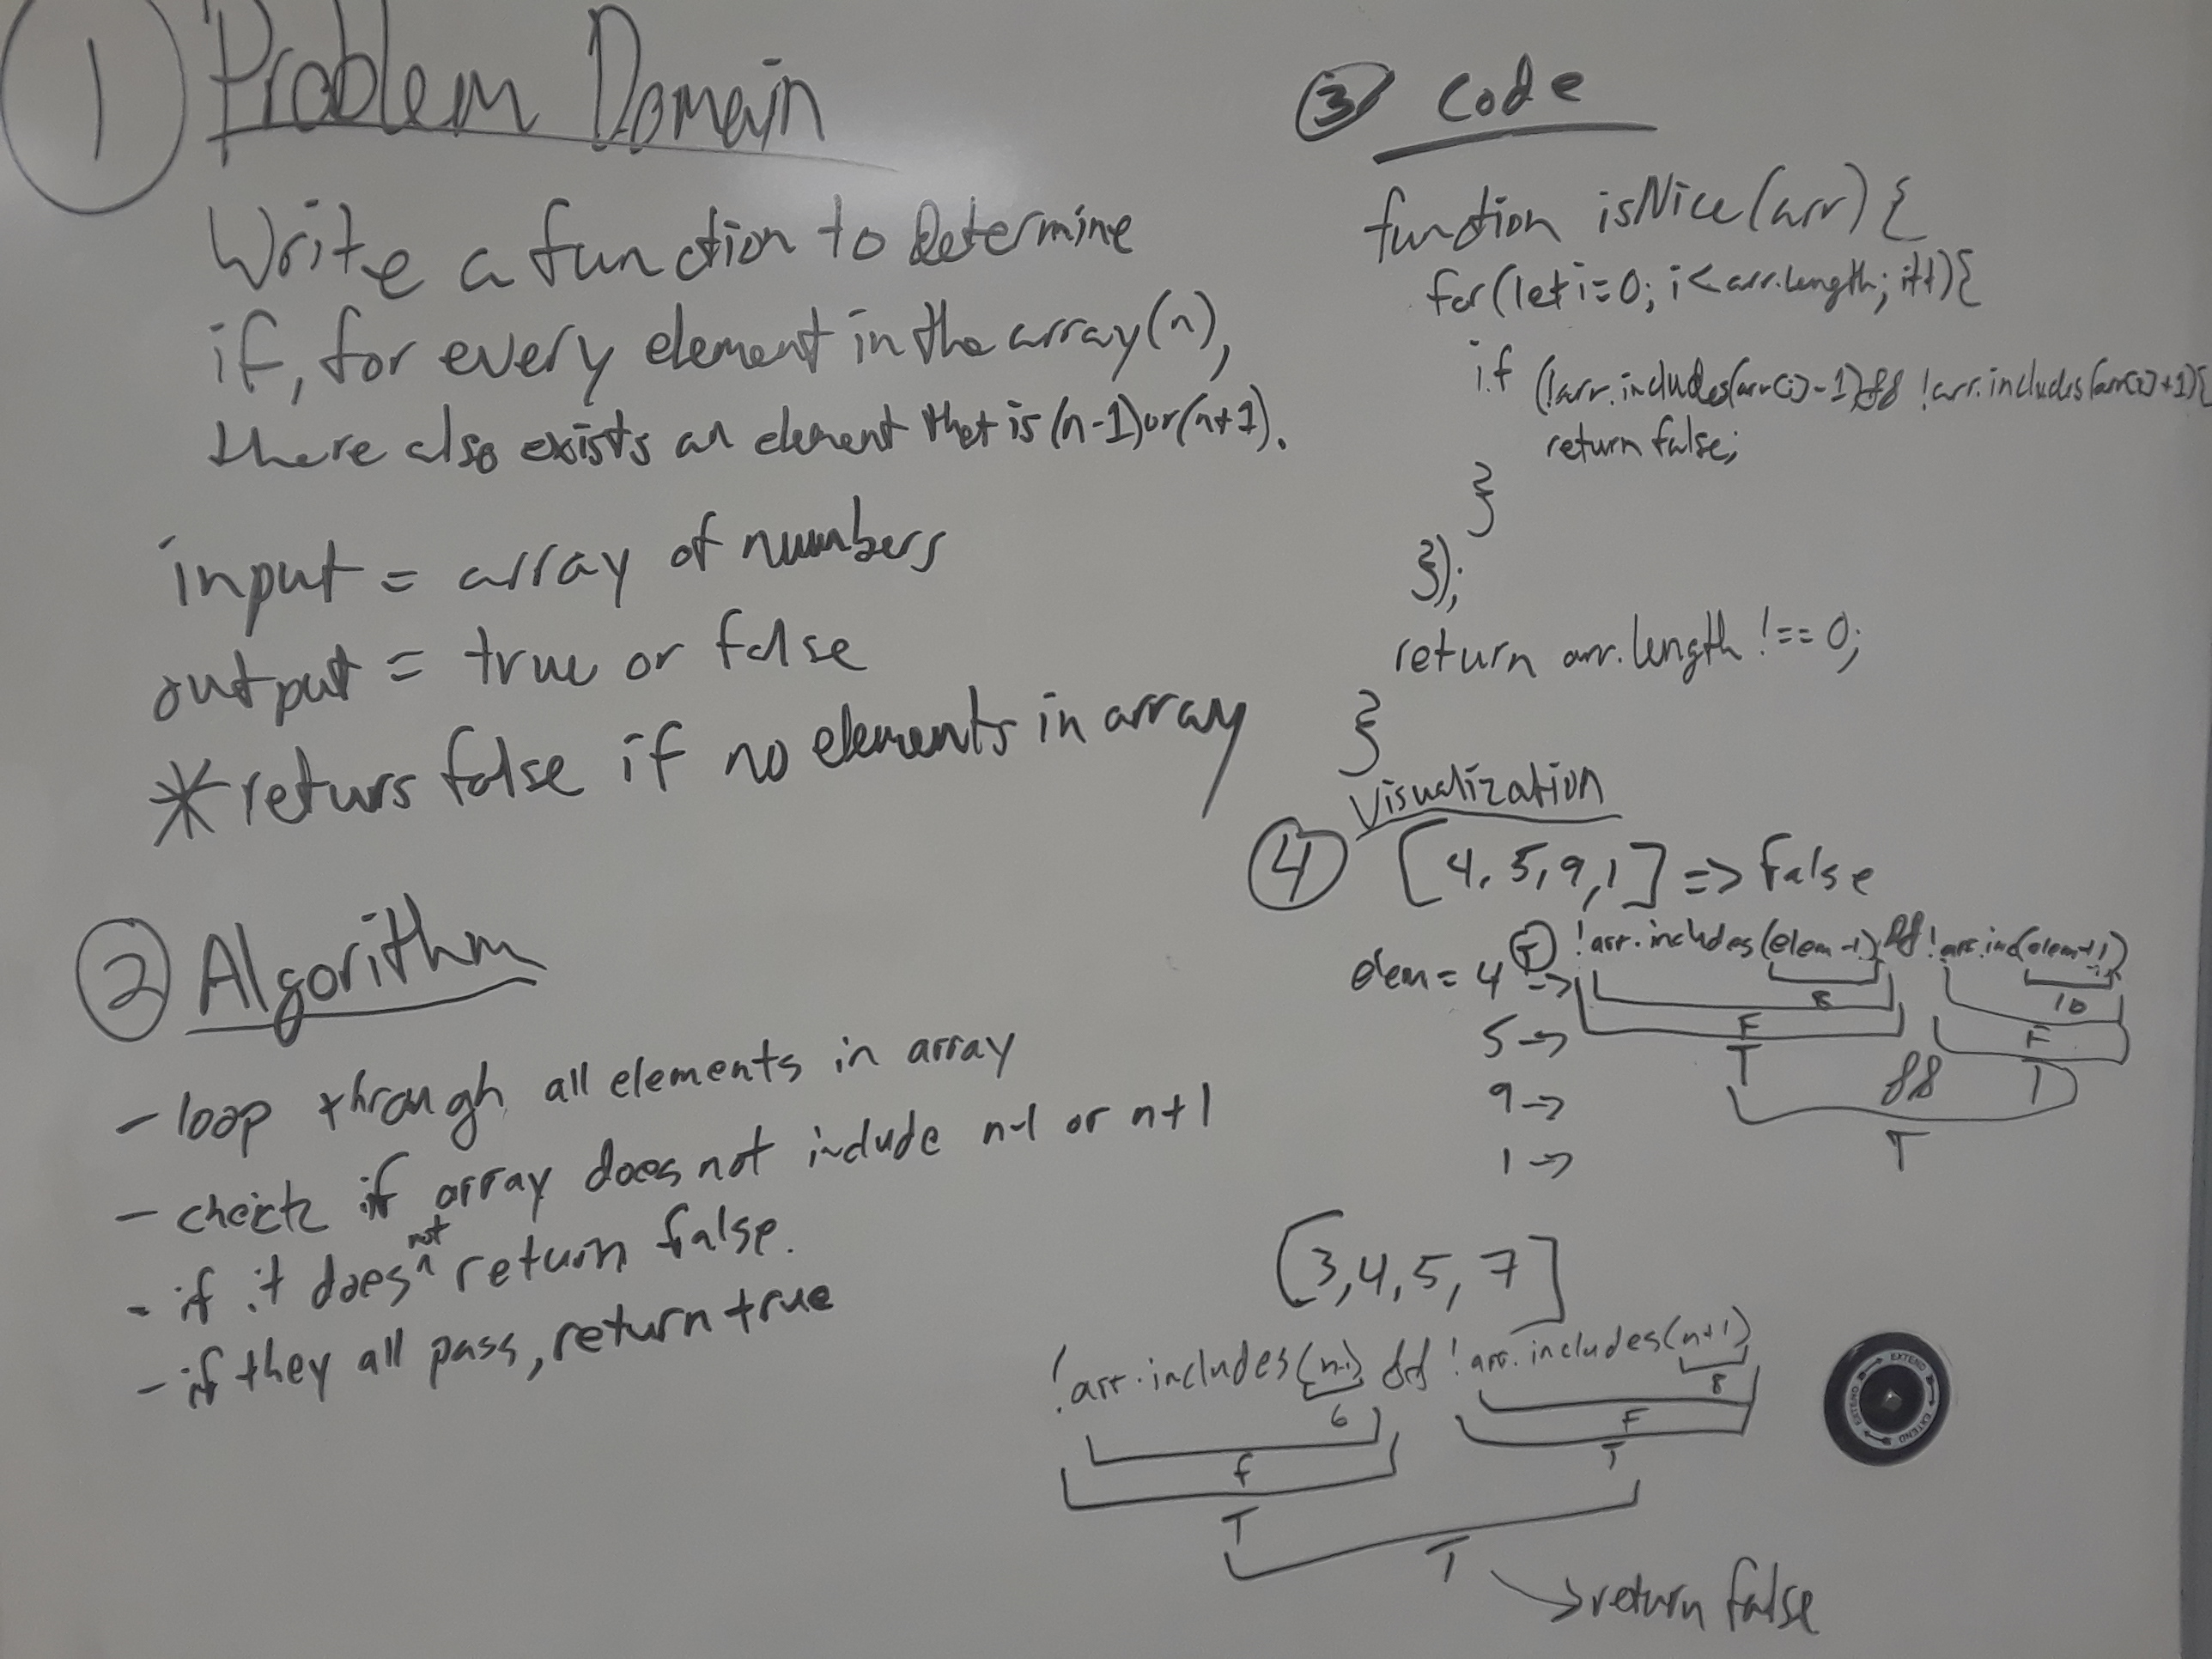 1 Problem Domain
Write a function to Determine
if, for every element in the array (n),
there also exists an element that is (n-1) or (n+1).
input = array of numbers
output = true or false
*returs false if no elements in array
2 Algorithm
- loop through all elements in array
- check if array does not include n-1 or n+1
- if it does not return false.
- if they all pass, return true
3 Code
function isNice(arr) {
for(let i=0; i<arr.length; i++){
if (!arr.includes(arr[i]-1) && !arr.includes(arr[i]+1){
return false;
}
});
return arr.length !== 0;
}
Visualization
4 [4, 5, 9, 1] => false
elem = 4 T -> !arr.includes(elem-1) && !arr.inc(elem+1)
8 10
5 -> F F
T && T
9 ->
1 -> T
[3, 4, 5, 7]
!arr.includes(n-1) && !arr.includes(n+1)
6 8
F F
T T
T
-> return false
EXTEND EXTEND EXTEND EXTEND